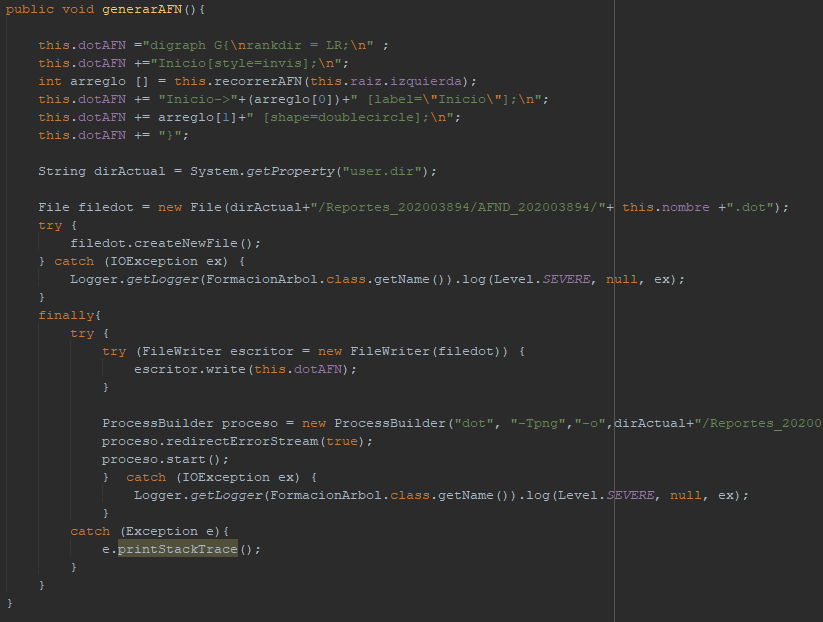 public void generarAFN(){
this.dotAFN ="digraph G{\nrankdir = LR;\n" ;
this.dotAFN +="Inicio[style=invis];\n";
int arreglo [] = this.recorrerAFN(this.raiz.izquierda);
this.dotAFN += "Inicio->"+(arreglo[0])+" [label=\"Inicio\"];\n";
this.dotAFN += arreglo[1]+" [shape=doublecircle];\n";
this.dotAFN += "}";
String dirActual = System.getProperty("user.dir");
File filedot = new File(dirActual+"/Reportes_202003894/AFND_202003894/"+ this.nombre +".dot");
try {
filedot.createNewFile();
} catch (IOException ex) {
Logger.getLogger(FormacionArbol.class.getName()).log(Level.SEVERE, null, ex);
}
finally{
try {
try (FileWriter escritor = new FileWriter(filedot)) {
escritor.write(this.dotAFN);
}
ProcessBuilder proceso = new ProcessBuilder("dot", "-Tpng","-o",dirActual+"/Reportes_20200
proceso.redirectErrorStream(true);
proceso.start();
}  catch (IOException ex) {
Logger.getLogger(FormacionArbol.class.getName()).log(Level.SEVERE, null, ex);
}
catch (Exception e){
e.printStackTrace();
}
}
}